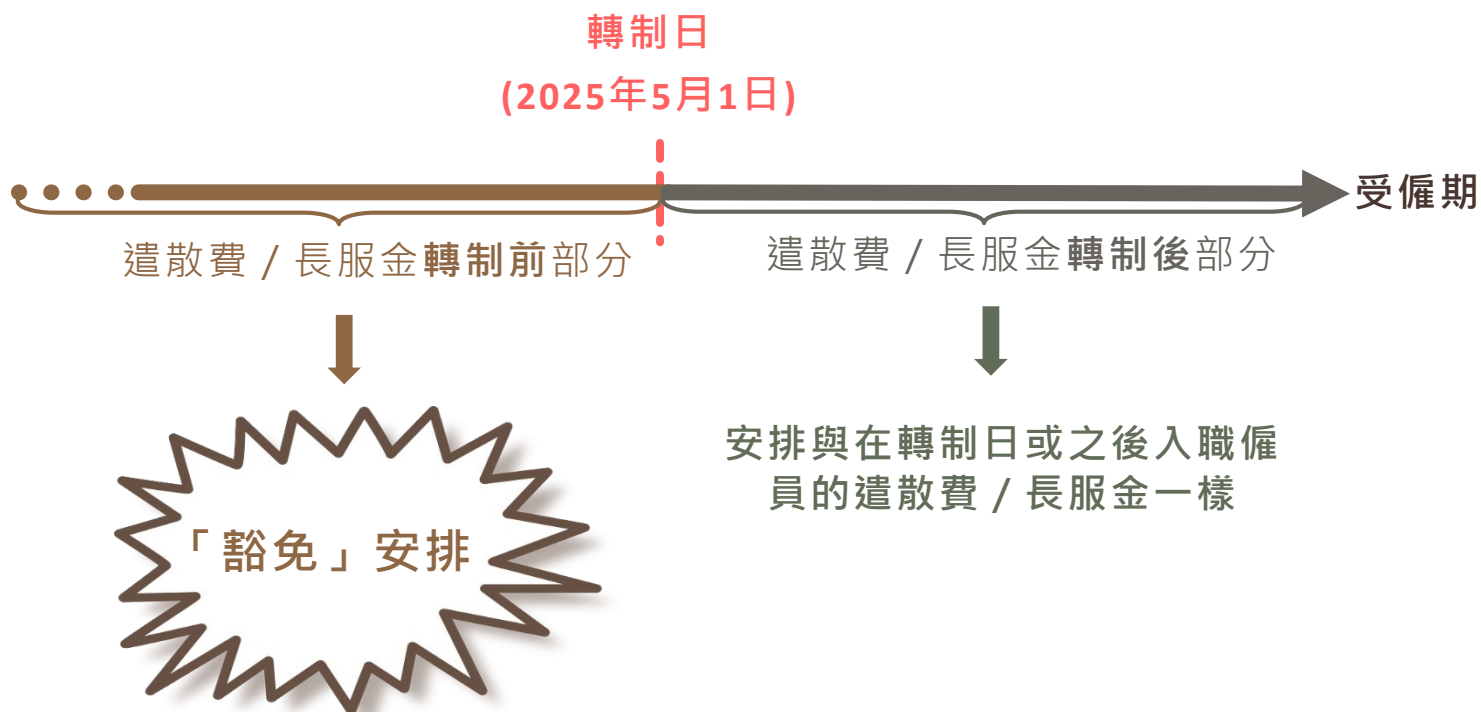 轉制日
(2025年5月1日)
受僱期
遣散費 / 長服金轉制前部分
遣散費 / 長服金轉制後部分
「豁免」安排
安排與在轉制日或之後入職僱
員的遣散費 / 長服金一樣